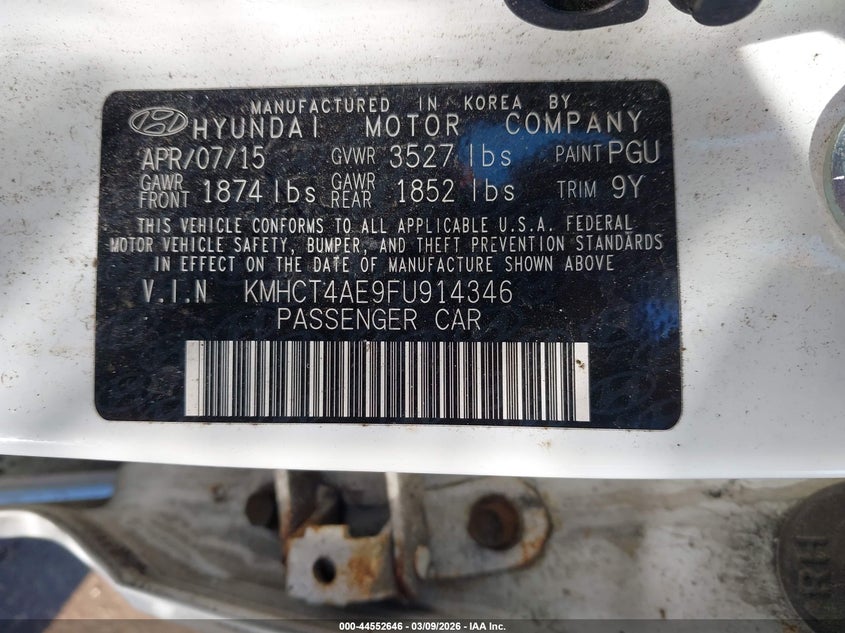 MANUFACTURED IN KOREA BY
HYUNDAI MOTOR COMPANY
APR/07/15 GVWR 3527 lbs PAINT PGU
GAWR FRONT 1874 lbs GAWR REAR 1852 lbs TRIM 9Y
THIS VEHICLE CONFORMS TO ALL APPLICABLE U.S.A. FEDERAL
MOTOR VEHICLE SAFETY, BUMPER, AND THEFT PREVENTION STANDARDS
IN EFFECT ON THE DATE OF MANUFACTURE SHOWN ABOVE
V.I.N KMHCT4AE9FU914346
PASSENGER CAR
RH
000-44552646 - 03/09/2026 - IAA Inc.